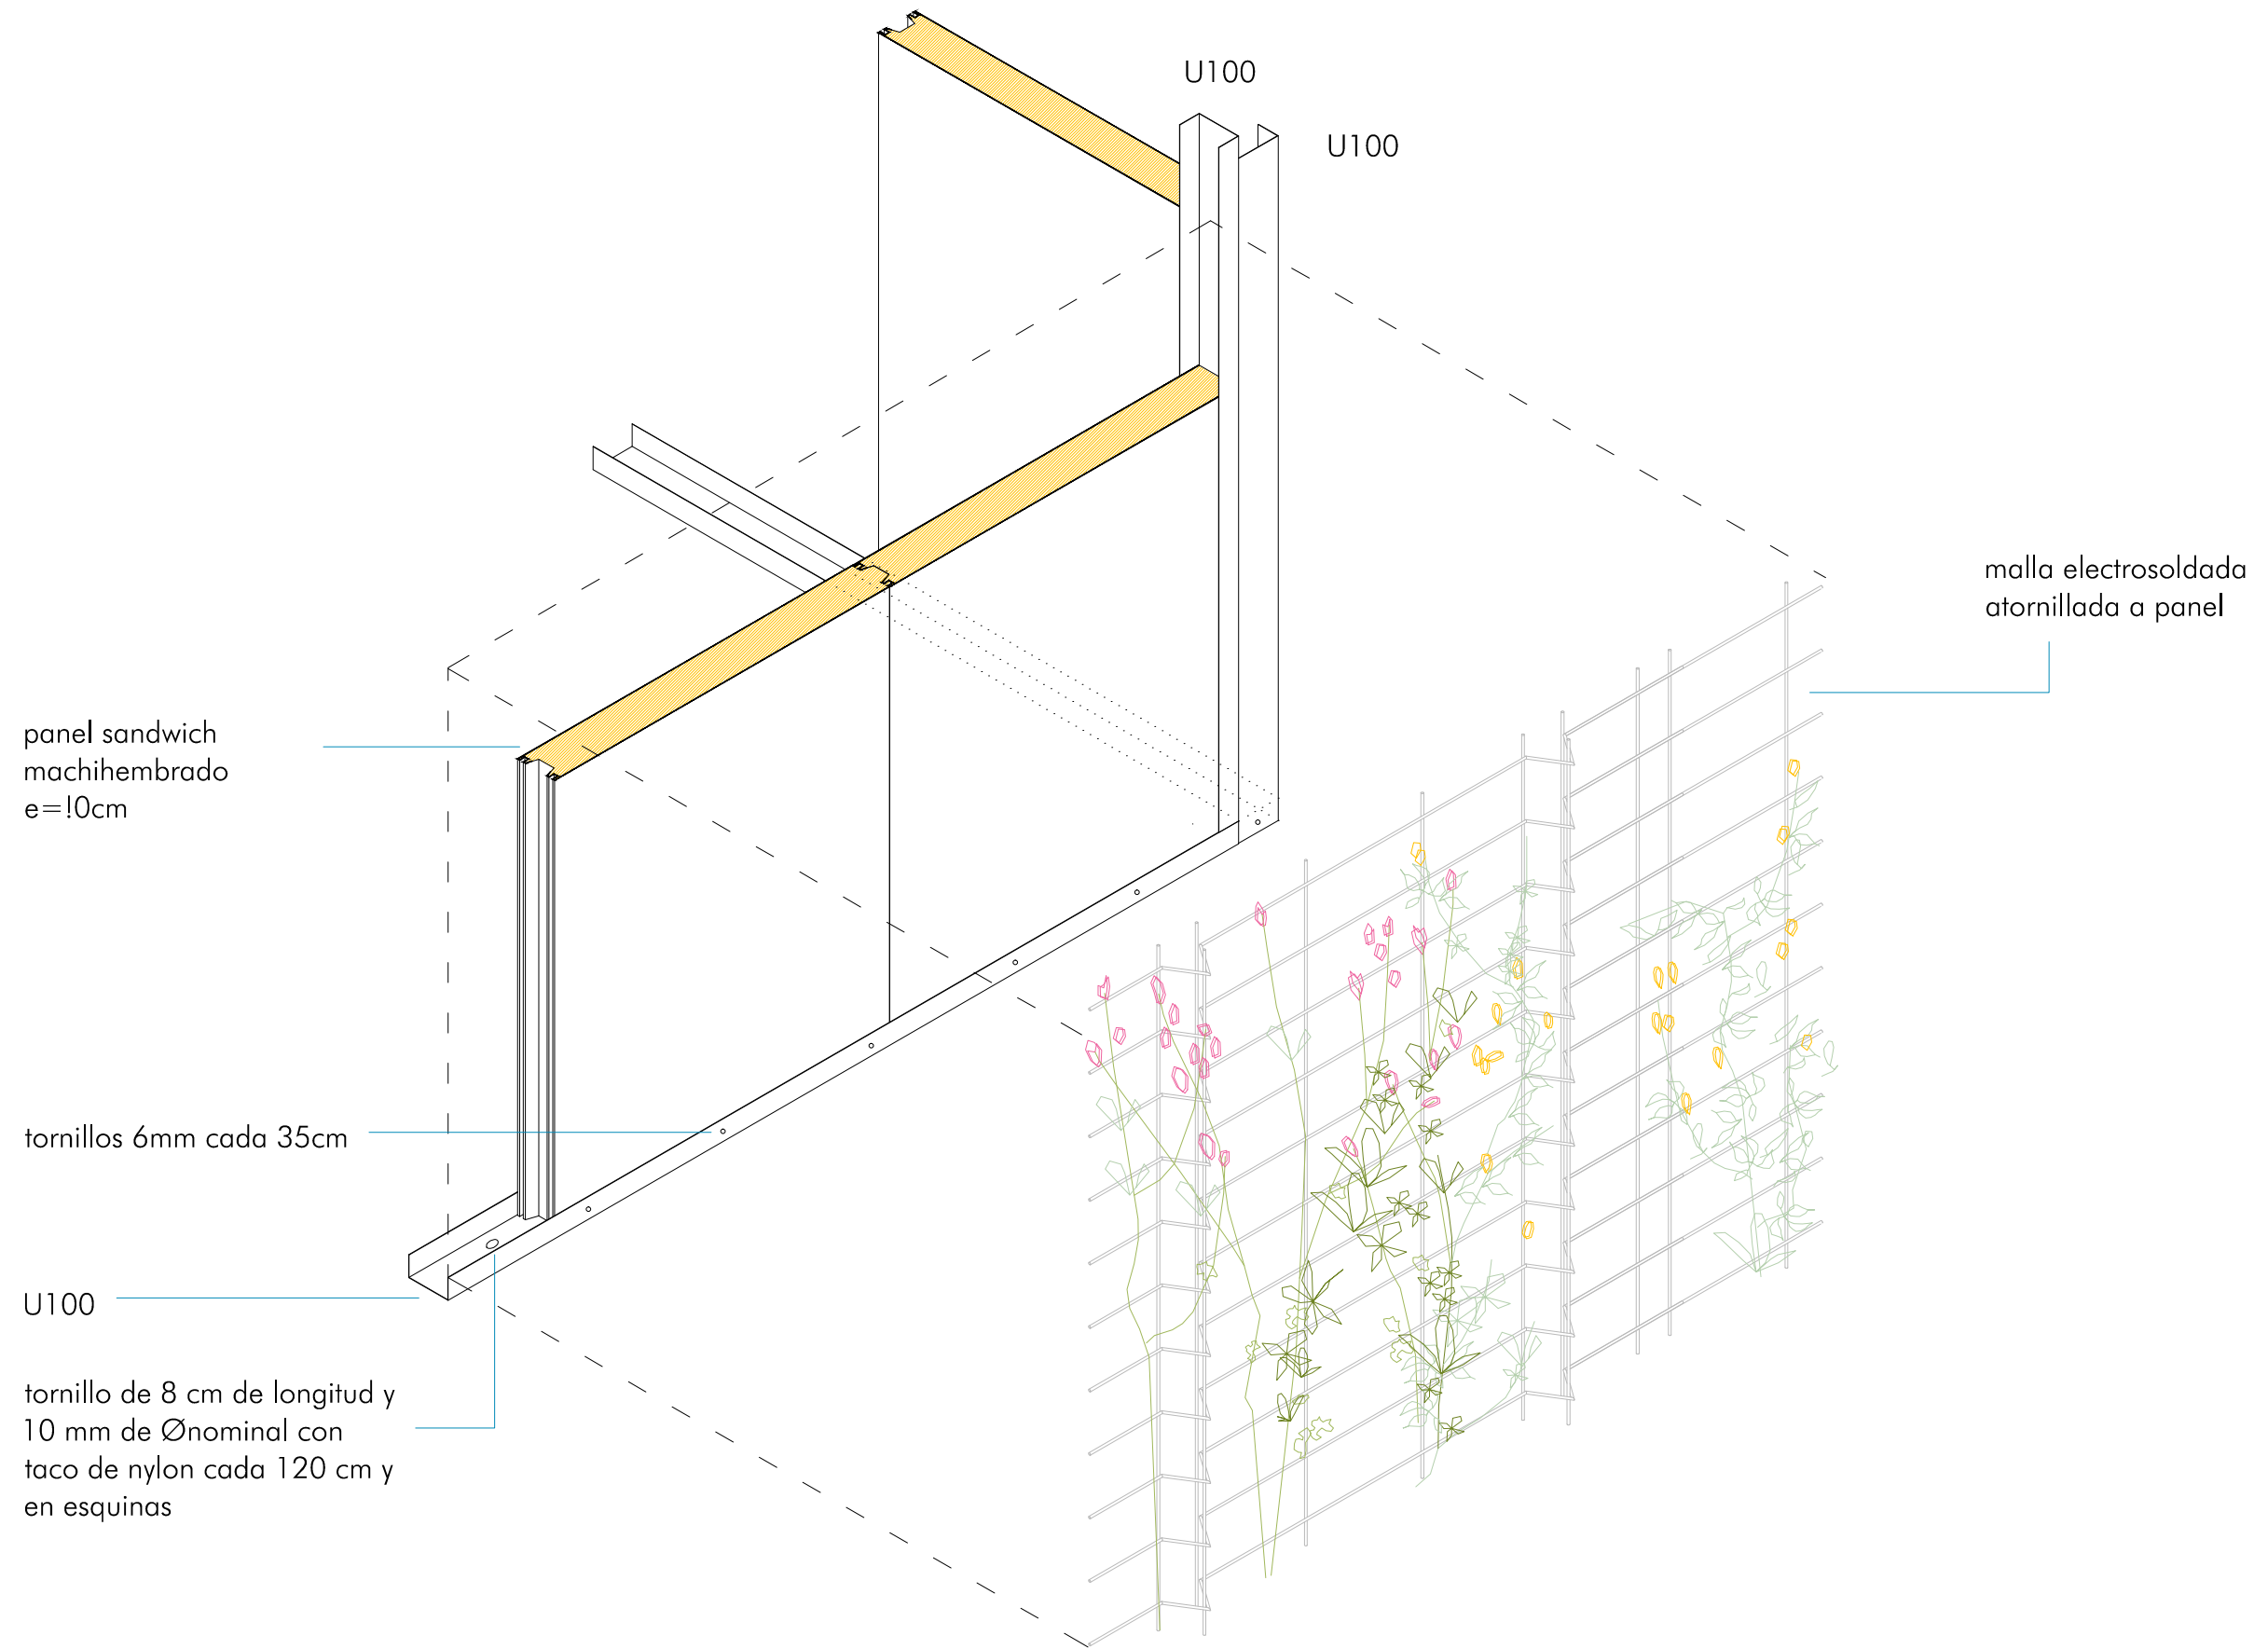 U100
U100
malla electrosoldada
atornillada a panel
panel sandwich
machihembrado
e=!0cm
tornillos 6mm cada 35cm
U100
tornillo de 8 cm de longitud y
10 mm de Ønominal con
taco de nylon cada 120 cm y
en esquinas